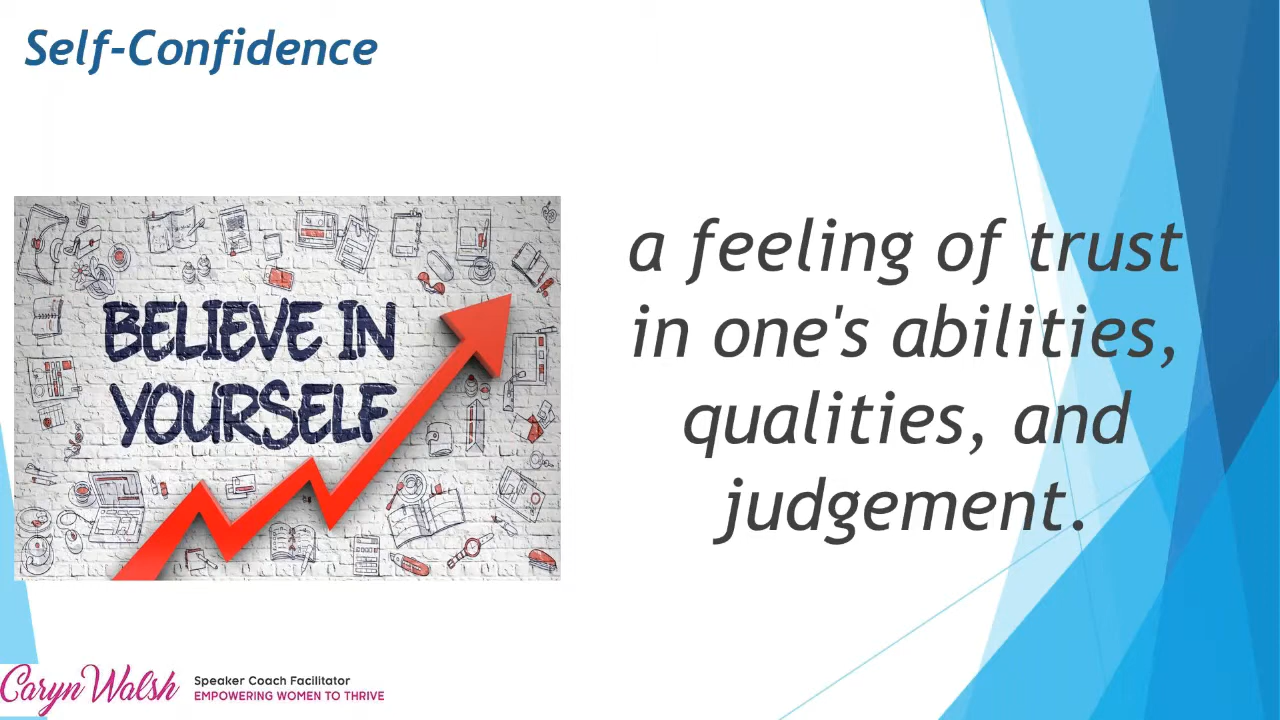 Self-Confidence
BELIEVE IN
YOURSELF
a feeling of trust
in one's abilities,
qualities, and
judgement.
Caryn Walsh
Speaker Coach Facilitator
EMPOWERING WOMEN TO THRIVE